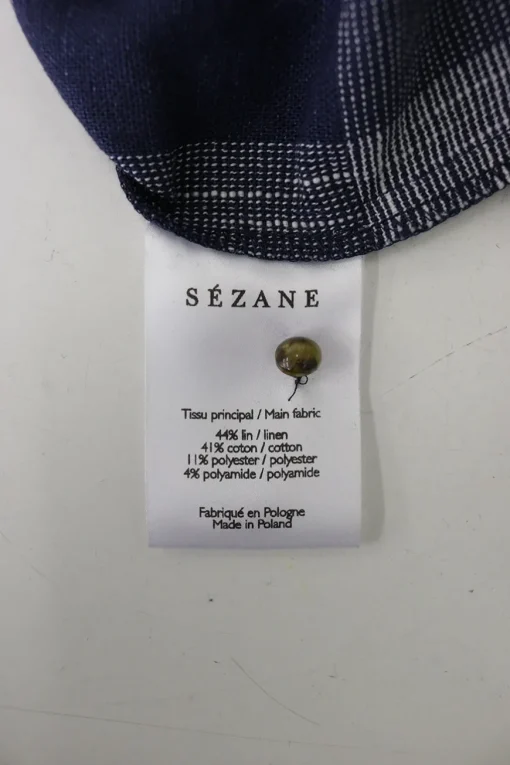 SÉZANE
Tissu principal / Main fabric
44% lin / linen
41% coton / cotton
11% polyester / polyester
4% polyamide / polyamide
Fabriqué en Pologne
Made in Poland